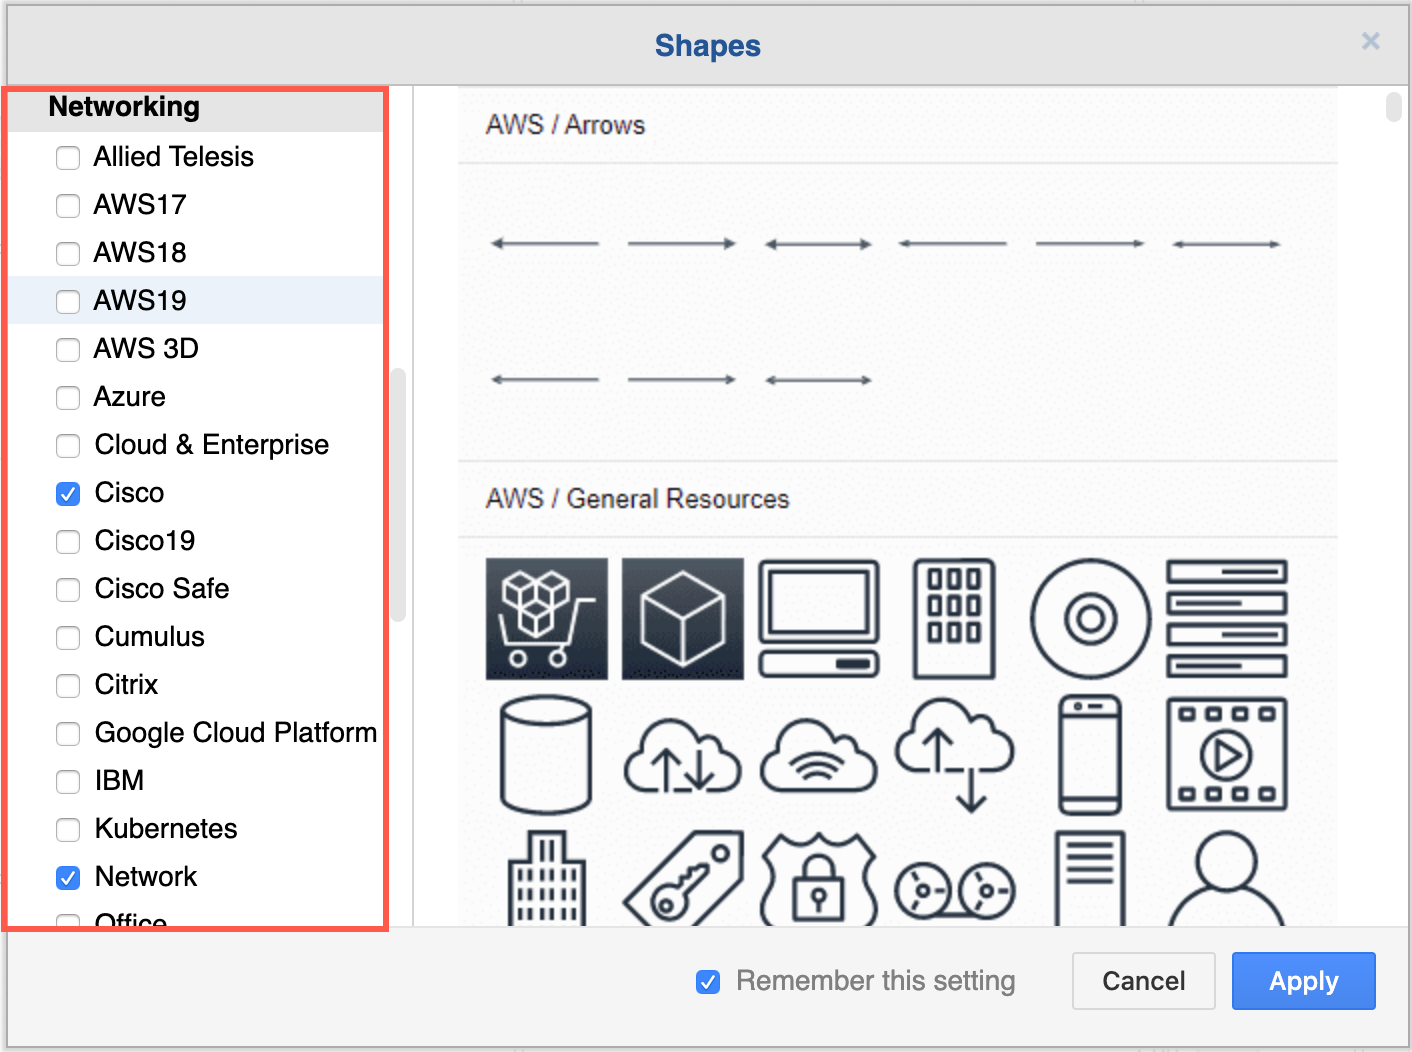 Shapes
×
Networking
Allied Telesis
AWS17
AWS18
AWS19
AWS 3D
Azure
Cloud & Enterprise
Cisco
Cisco19
Cisco Safe
Cumulus
Citrix
Google Cloud Platform
IBM
Kubernetes
Network
Office
AWS / Arrows
AWS / General Resources
Remember this setting
Cancel
Apply